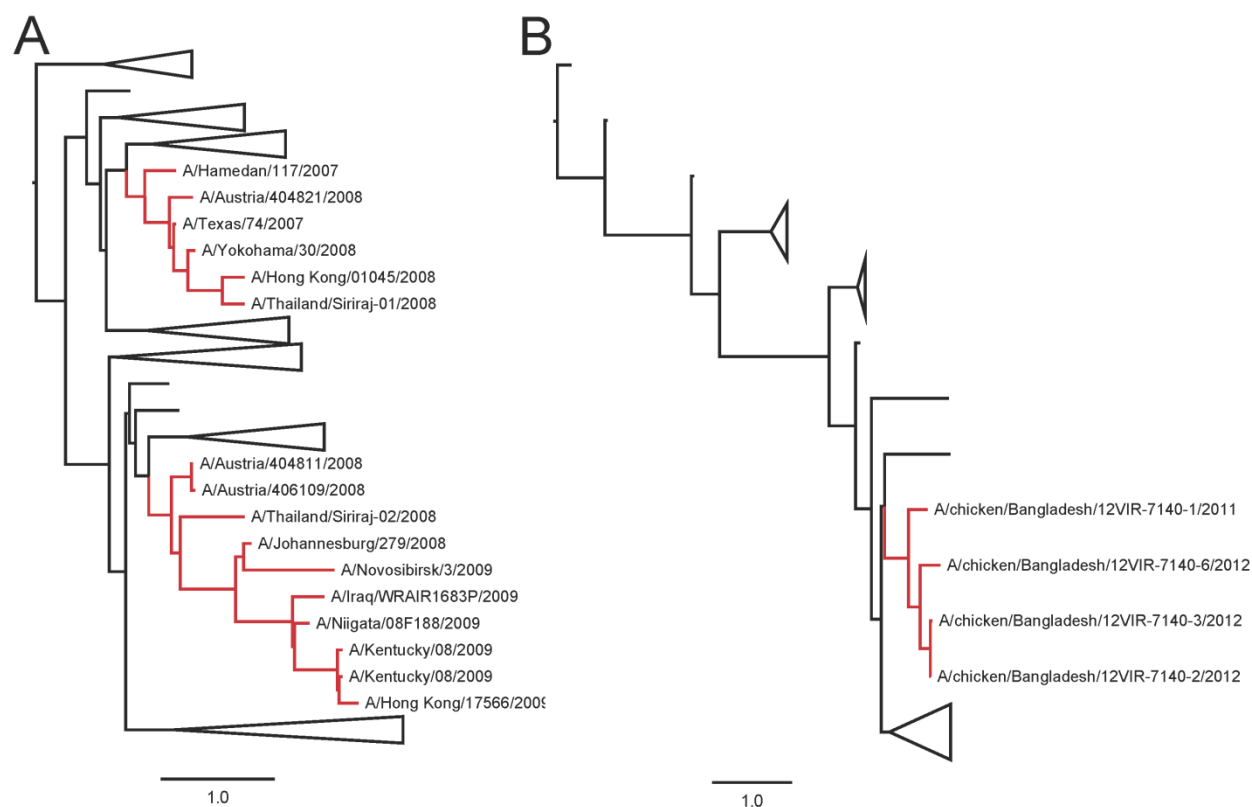 A
B
A/Hamedan/117/2007
A/Austria/404821/2008
A/Texas/74/2007
A/Yokohama/30/2008
A/Hong Kong/01045/2008
A/Thailand/Siriraj-01/2008
A/Austria/404811/2008
A/Austria/406109/2008
A/Thailand/Siriraj-02/2008
A/Johannesburg/279/2008
A/Novosibirsk/3/2009
A/Iraq/WRAIR1683P/2009
A/Niigata/08F188/2009
A/Kentucky/08/2009
A/Kentucky/08/2009
A/Hong Kong/17566/2009
1.0
A/chicken/Bangladesh/12VIR-7140-1/2011
A/chicken/Bangladesh/12VIR-7140-6/2012
A/chicken/Bangladesh/12VIR-7140-3/2012
A/chicken/Bangladesh/12VIR-7140-2/2012
1.0